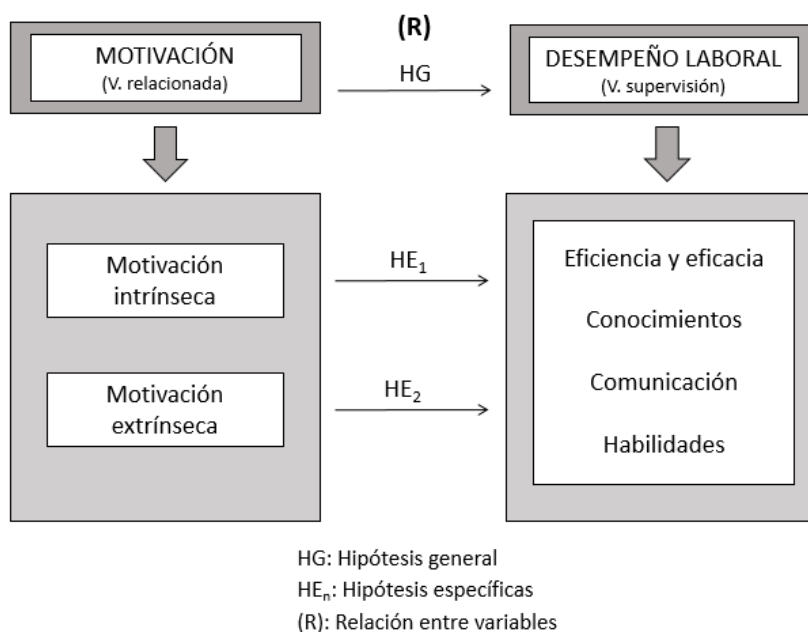 (R)
MOTIVACIÓN
(V. relacionada)
HG
DESEMPEÑO LABORAL
(V. supervisión)
Motivación
intrínseca
HE₁
Motivación
extrínseca
HE₂
Eficiencia y eficacia
Conocimientos
Comunicación
Habilidades
HG: Hipótesis general
HEₙ: Hipótesis específicas
(R): Relación entre variables